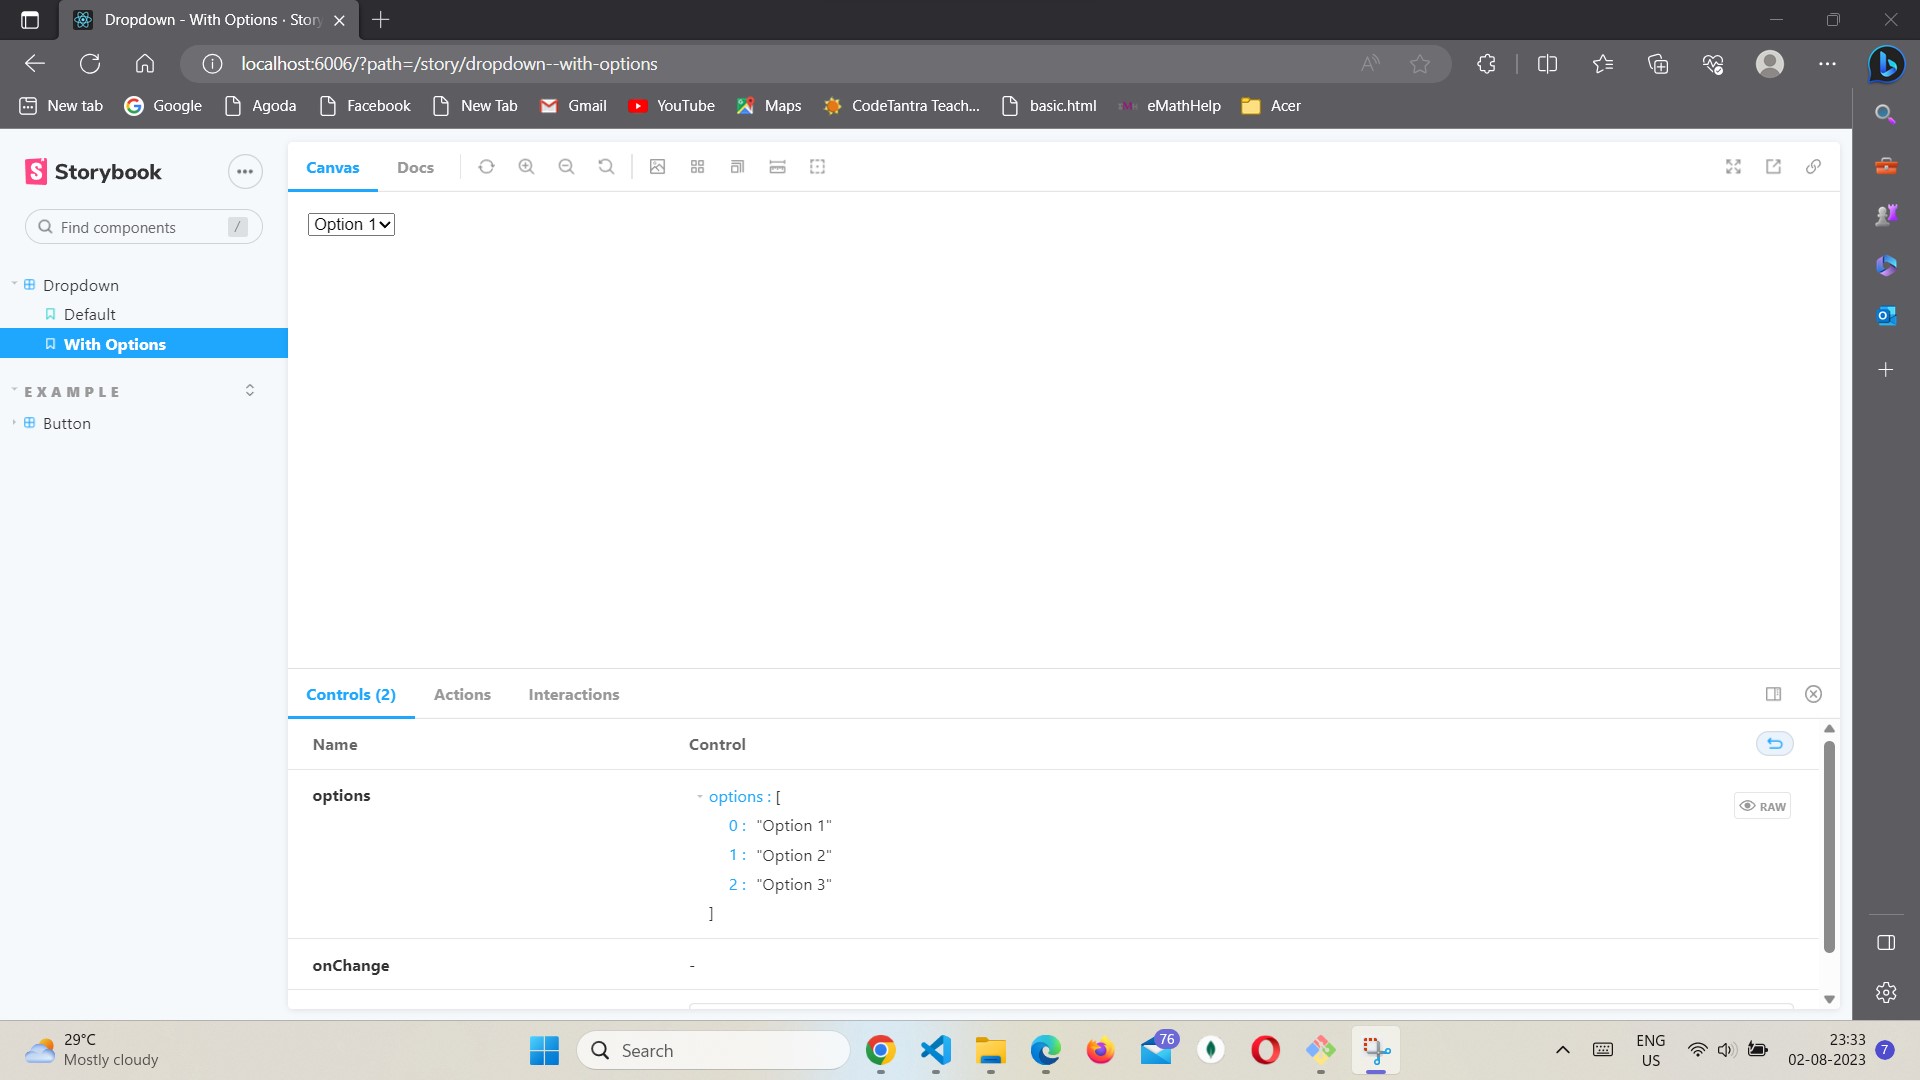 Dropdown - With Options · Story
localhost:6006/?path=/story/dropdown--with-options
New tab Google Agoda Facebook New Tab Gmail YouTube Maps CodeTantra Teach... basic.html eMathHelp Acer
Storybook
Find components /
Dropdown
Default
With Options
EXAMPLE
Button
Canvas Docs
Option 1
Controls (2) Actions Interactions
Name Control
options options : [
RAW
0 : "Option 1"
1 : "Option 2"
2 : "Option 3"
]
onChange -
29°C
Mostly cloudy
Search
76
ENG
US
23:33
02-08-2023
7